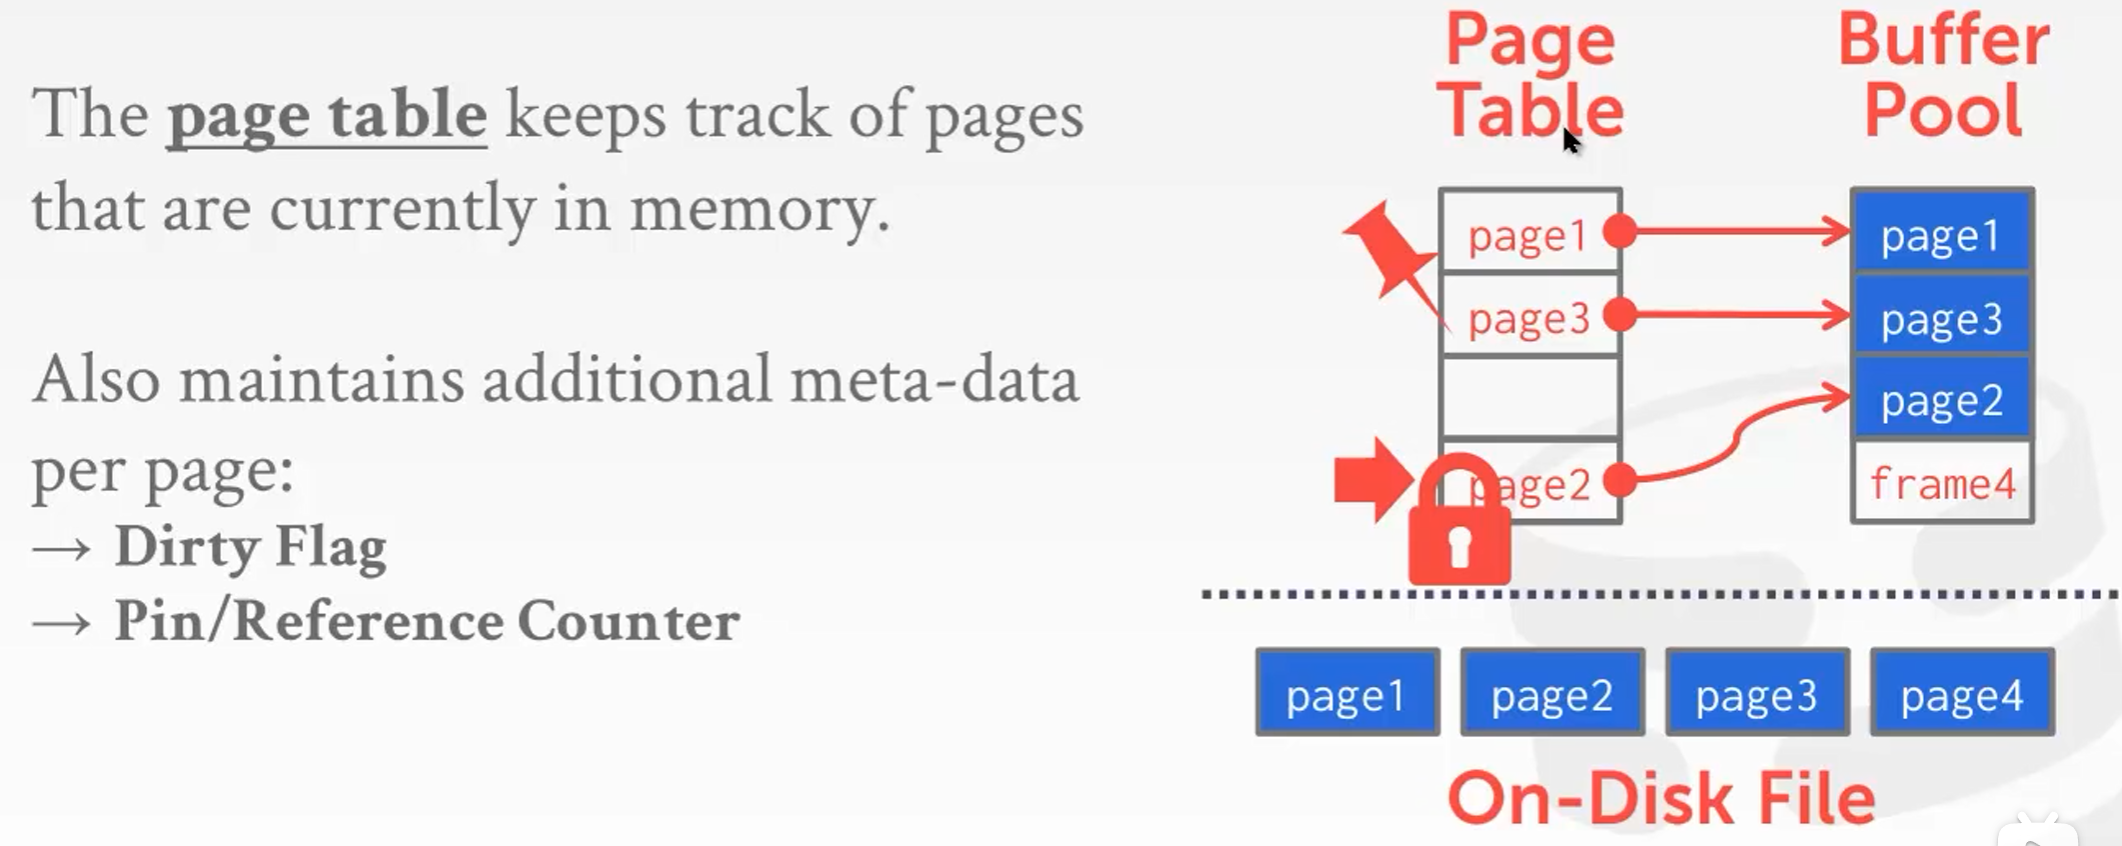 The page table keeps track of pages
that are currently in memory.
Also maintains additional meta-data
per page:
→ Dirty Flag
→ Pin/Reference Counter
Page
Table
page1
page3
page2
Buffer
Pool
page1
page3
page2
frame4
page1 page2 page3 page4
On-Disk File